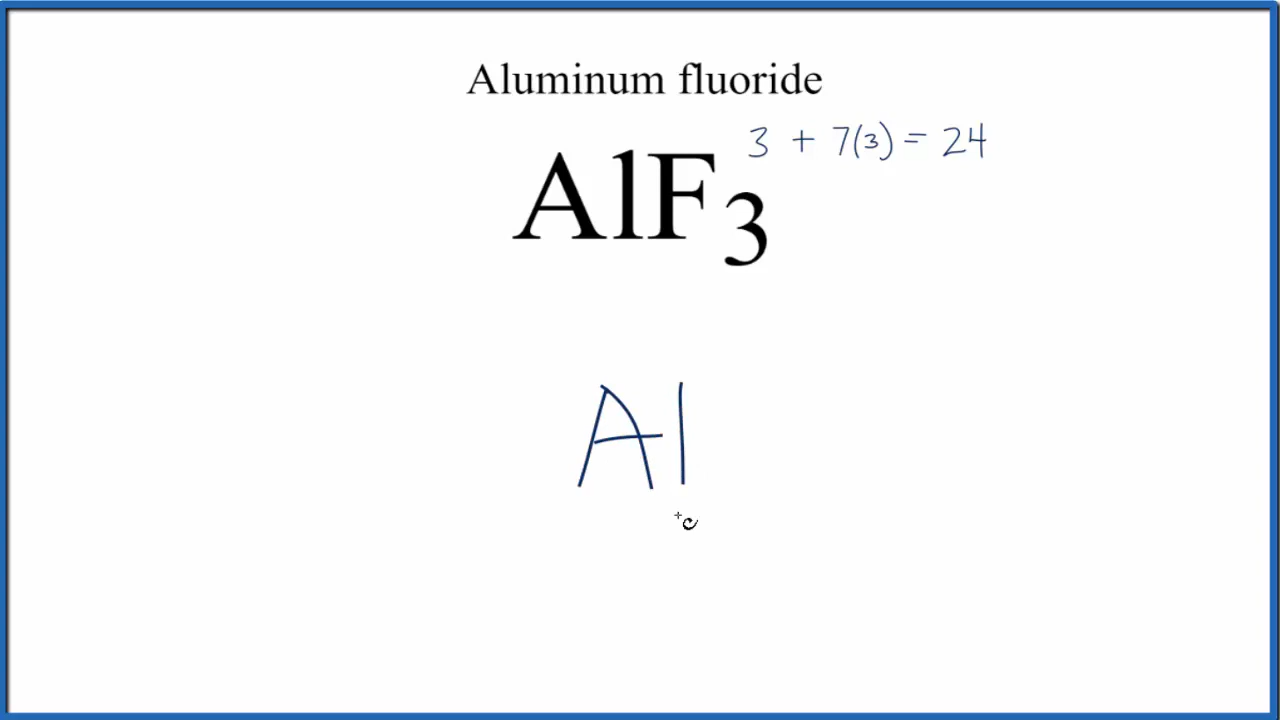 Aluminum fluoride
3 + 7(3) = 24
AlF₃
Al